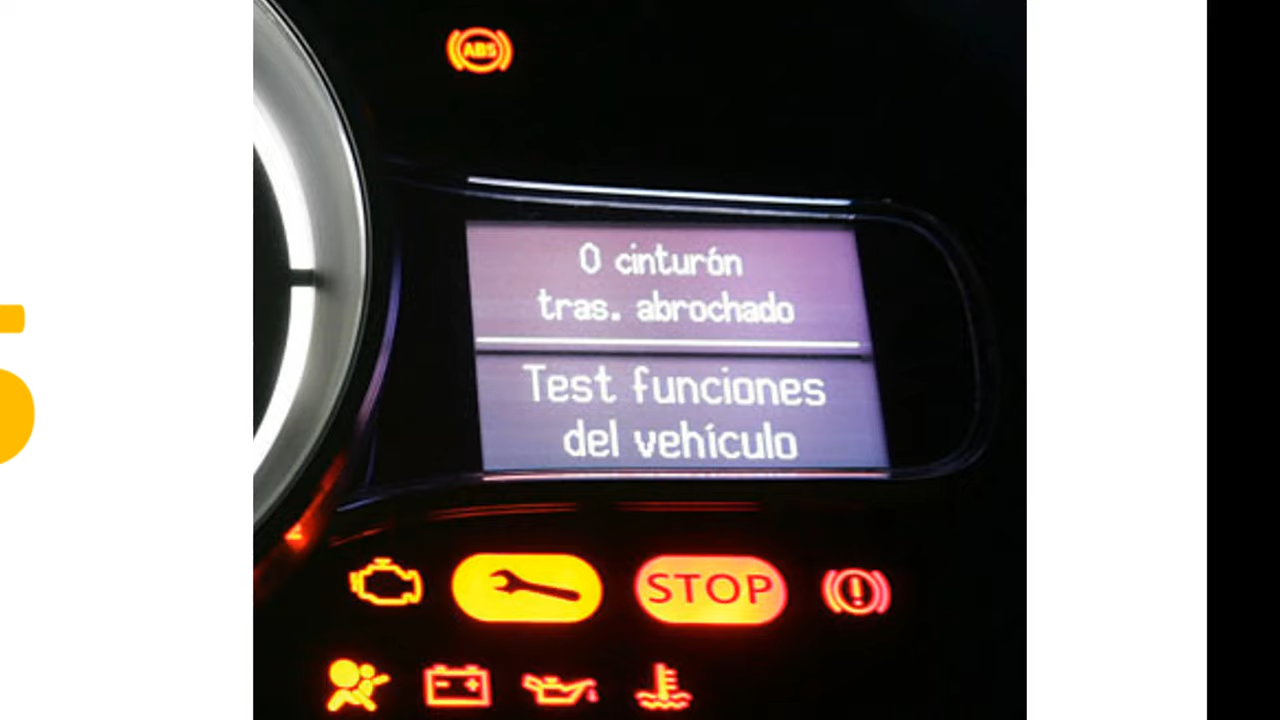 ABS
0 cinturón
tras. abrochado
Test funciones
del vehículo
STOP